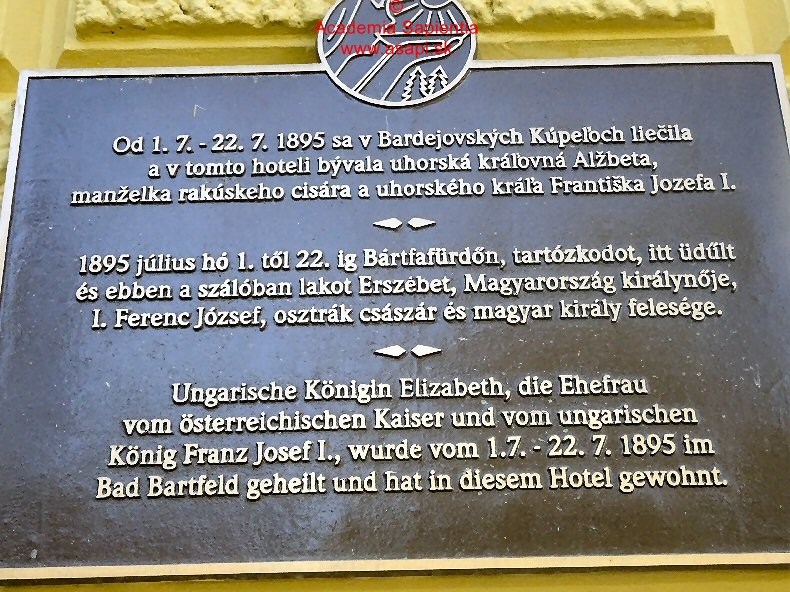 ©
Academia Sapientia
www.asapi.sk
Od 1. 7. - 22. 7. 1895 sa v Bardejovských Kúpeľoch liečila
a v tomto hoteli bývala uhorská kráľovná Alžbeta,
manželka rakúskeho cisára a uhorského kráľa Františka Jozefa I.
1895 július hó 1. től 22. ig Bártfafürdőn, tartózkodot, itt üdűlt
és ebben a szálóban lakot Erszébet, Magyarország királynője,
I. Ferenc József, osztrák császár és magyar király felesége.
Ungarische Königin Elizabeth, die Ehefrau
vom österreichischen Kaiser und vom ungarischen
König Franz Josef I., wurde vom 1.7. - 22. 7. 1895 im
Bad Bartfeld geheilt und hat in diesem Hotel gewohnt.